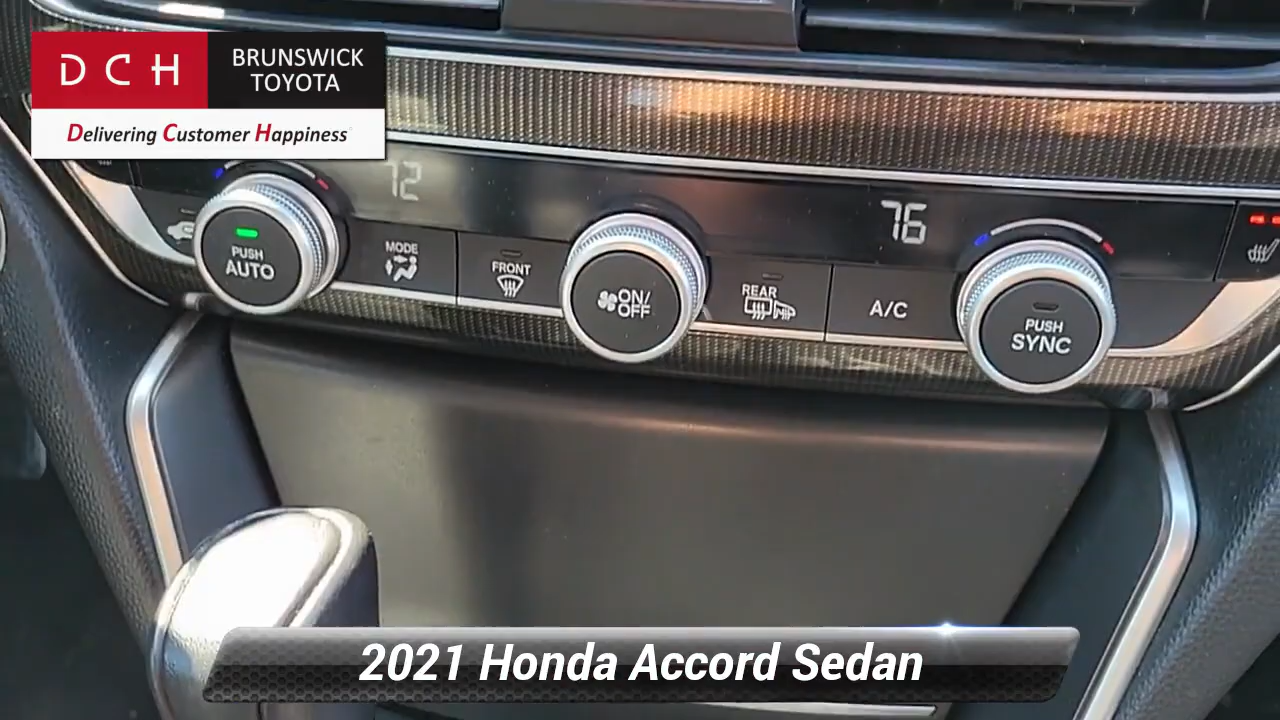 DCH
BRUNSWICK
TOYOTA
Delivering Customer Happiness
72
76
PUSH
AUTO
MODE
FRONT
ON/
OFF
REAR
A/C
PUSH
SYNC
2021 Honda Accord Sedan